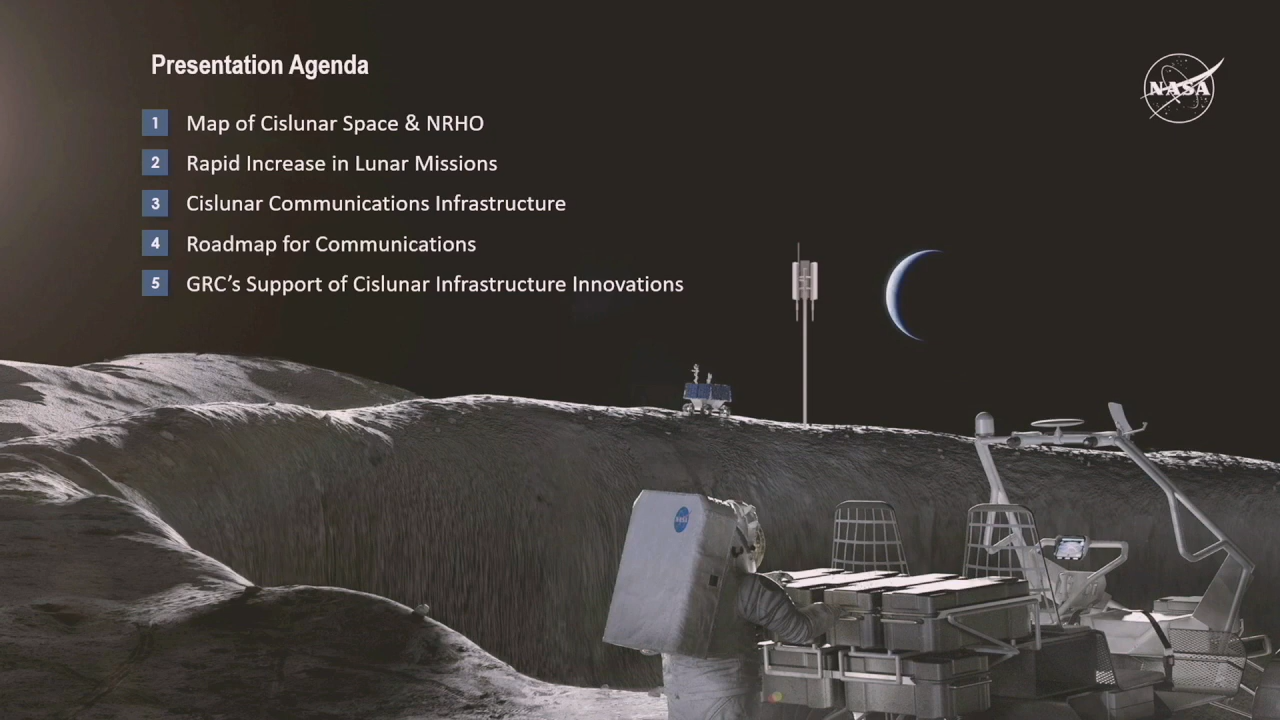 Presentation Agenda
NASA
1 Map of Cislunar Space & NRHO
2 Rapid Increase in Lunar Missions
3 Cislunar Communications Infrastructure
4 Roadmap for Communications
5 GRC’s Support of Cislunar Infrastructure Innovations
NASA